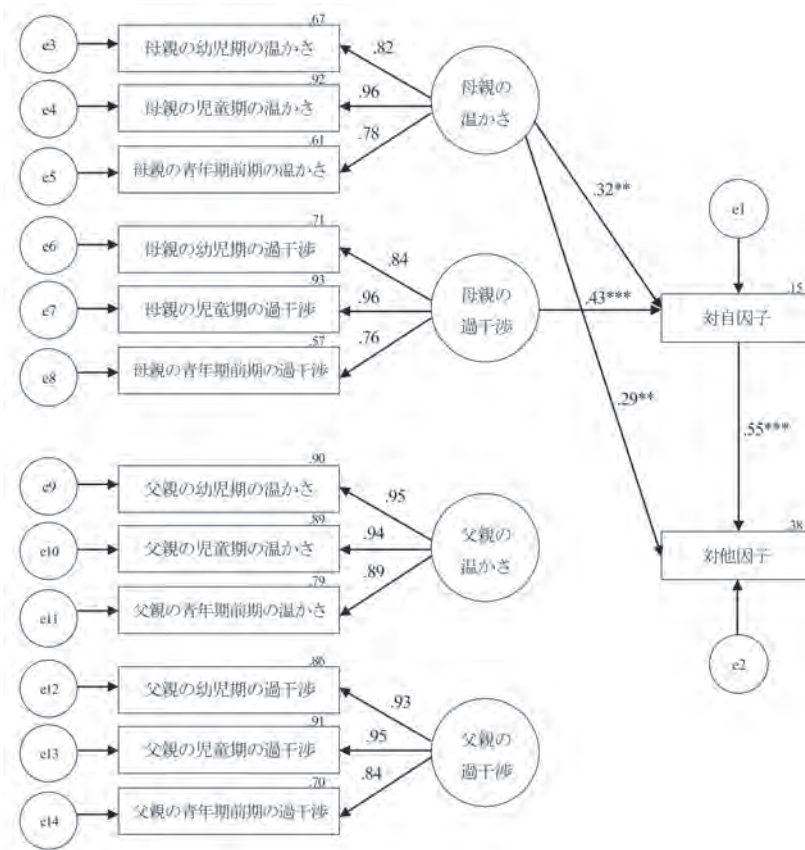 .67
e3
母親の幼児期の温かさ
.82
.92
e4
母親の児童期の温かさ
.96
母親の
温かさ
.61
e5
母親の青年期前期の温かさ
.78
.32**
e1
.71
e6
母親の幼児期の過干渉
.84
.93
e7
母親の児童期の過干渉
.96
母親の
過干渉
.43***
.15
対自因子
.57
e8
母親の青年期前期の過干渉
.76
.29**
.55***
.90
e9
父親の幼児期の温かさ
.95
.89
e10
父親の児童期の温かさ
.94
父親の
温かさ
.38
対他因子
.79
e11
父親の青年期前期の温かさ
.89
e2
.86
e12
父親の幼児期の過干渉
.93
.91
e13
父親の児童期の過干渉
.95
父親の
過干渉
.70
e14
父親の青年期前期の過干渉
.84